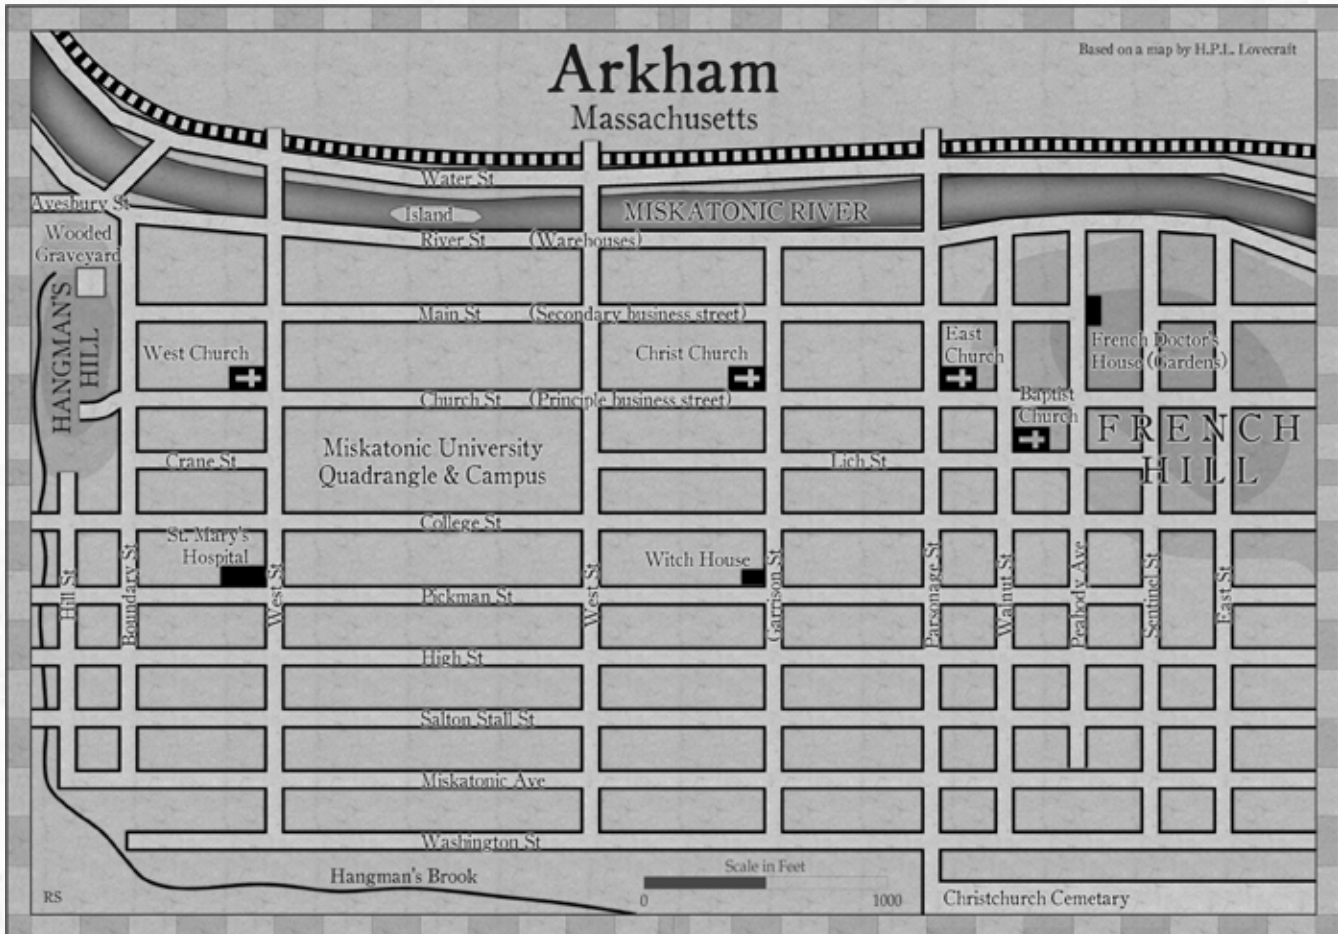 Arkham
Massachusetts
Based on a map by H.P.L. Lovecraft
Water St
Ayesbury St
Island
MISKATONIC RIVER
River St (Warehouses)
Wooded
Graveyard
HANGMAN'S
HILL
Main St (Secondary business street)
West Church
Christ Church
East
Church
French Doctor's
House (Gardens)
Church St (Principle business street)
Baptist
Church
FRENCH
HILL
Miskatonic University
Quadrangle & Campus
Crane St
Lich St
College St
St. Mary's
Hospital
Witch House
Hill St
Boundary St
West St
West St
Garrison St
Parsonage St
Walnut St
Peabody Ave
Sentinel St
East St
Pickman St
High St
Salton Stall St
Miskatonic Ave
Washington St
Hangman's Brook
Scale in Feet
0 1000
Christchurch Cemetary
RS